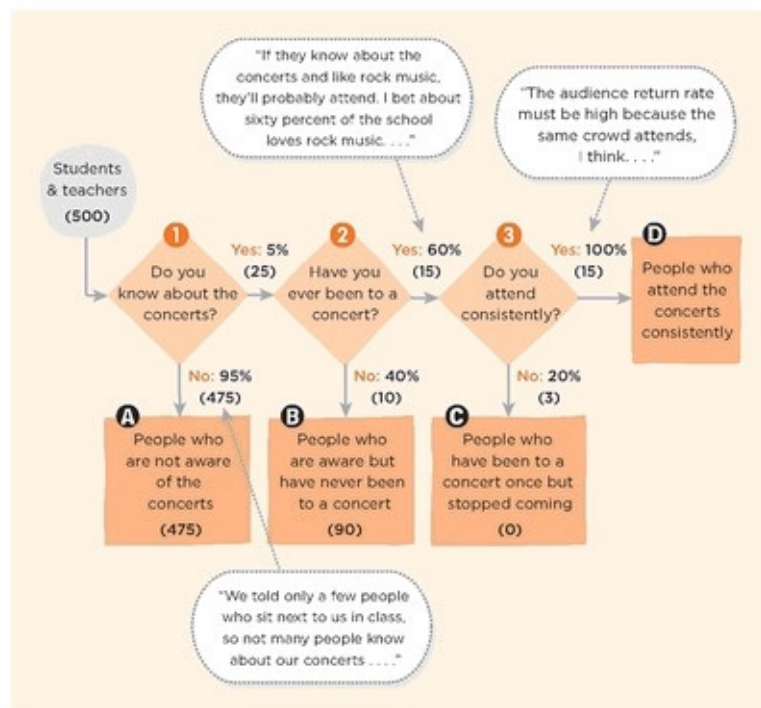 "If they know about the
concerts and like rock music,
they'll probably attend. I bet about
sixty percent of the school
loves rock music. . . ."
"The audience return rate
must be high because the
same crowd attends,
I think. . . ."
Students
& teachers
(500)
1
Yes: 5%
(25)
Do you
know about the
concerts?
2
Yes: 60%
(15)
Have you
ever been to a
concert?
3
Yes: 100%
(15)
Do you
attend
consistently?
D
People who
attend the
concerts
consistently
No: 95%
(475)
No: 40%
(10)
No: 20%
(3)
A
People who
are not aware
of the
concerts
(475)
B
People who
are aware but
have never been
to a concert
(90)
C
People who
have been to a
concert once but
stopped coming
(0)
"We told only a few people
who sit next to us in class,
so not many people know
about our concerts . . . ."